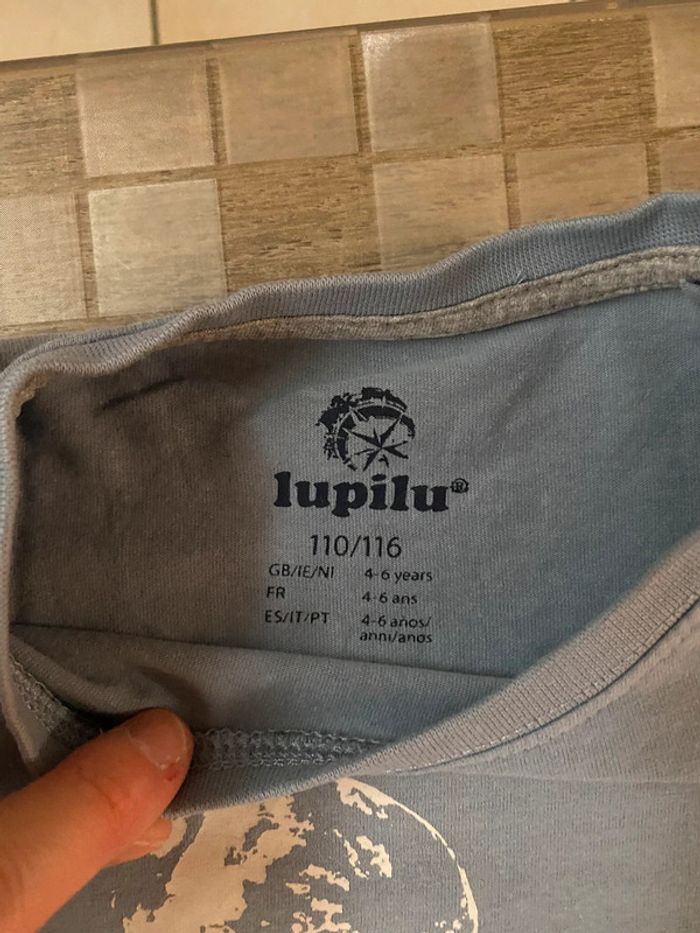 lupilu®
110/116
GB/IE/NI 4-6 years
FR 4-6 ans
ES/IT/PT 4-6 años/
anni/anos